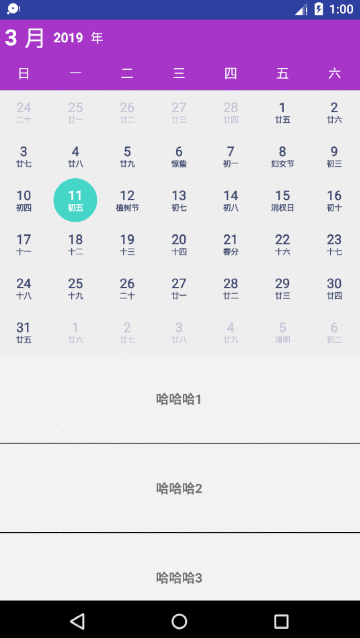 1:00
3 月 2019 年
日 一 二 三 四 五 六
24 25 26 27 28 1 2
二十 廿一 廿二 廿三 廿四 廿五 廿六
3 4 5 6 7 8 9
廿七 廿八 廿九 惊蛰 初一 妇女节 初三
10 11 12 13 14 15 16
初四 初五 植树节 初七 初八 消权日 初十
17 18 19 20 21 22 23
十一 十二 十三 十四 春分 十六 十七
24 25 26 27 28 29 30
十八 十九 二十 廿一 廿二 廿三 廿四
31 1 2 3 4 5 6
廿五 廿六 廿七 廿八 廿九 清明 初二
哈哈哈1
哈哈哈2
哈哈哈3